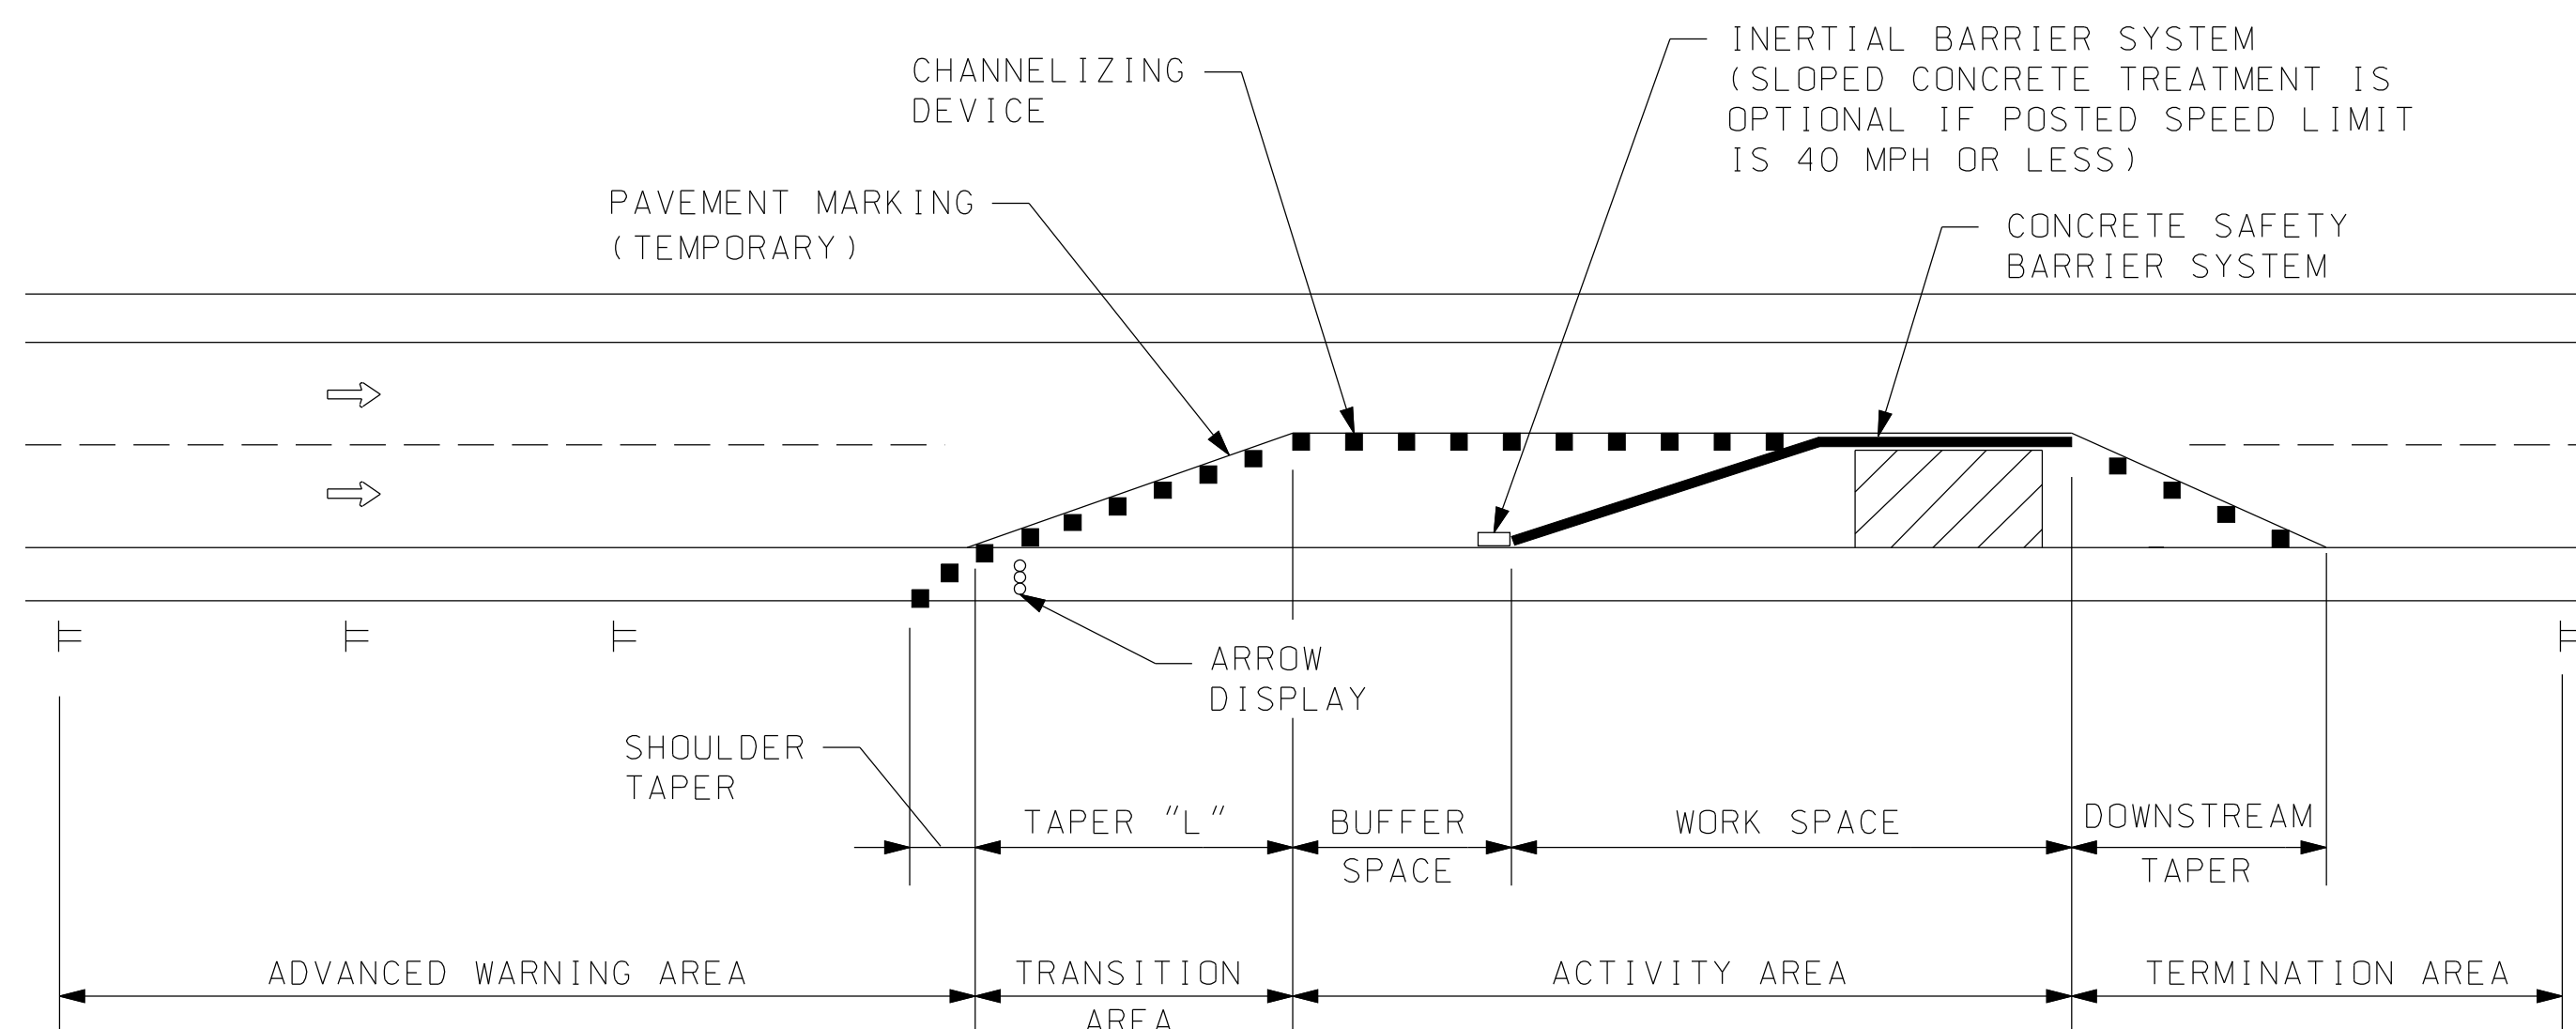 INERTIAL BARRIER SYSTEM
(SLOPED CONCRETE TREATMENT IS
OPTIONAL IF POSTED SPEED LIMIT
IS 40 MPH OR LESS)
CHANNELIZING
DEVICE
PAVEMENT MARKING
(TEMPORARY)
CONCRETE SAFETY
BARRIER SYSTEM
ARROW
DISPLAY
SHOULDER
TAPER
TAPER "L"
BUFFER
SPACE
WORK SPACE
DOWNSTREAM
TAPER
ADVANCED WARNING AREA
TRANSITION
AREA
ACTIVITY AREA
TERMINATION AREA